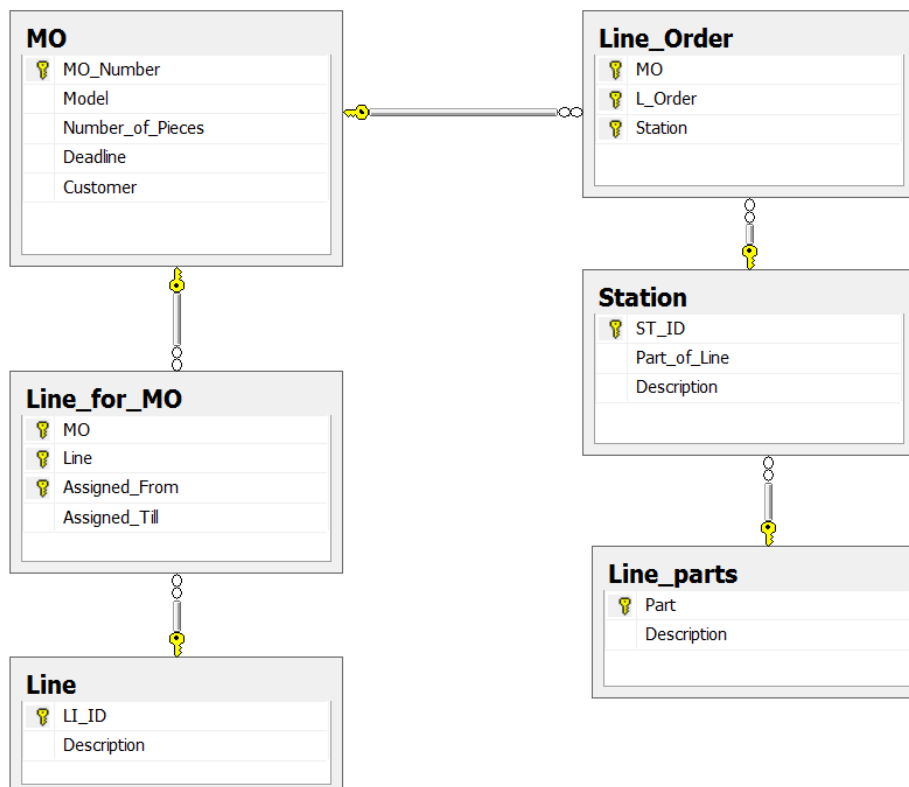 MO
MO_Number
Model
Number_of_Pieces
Deadline
Customer
Line_Order
MO
L_Order
Station
Station
ST_ID
Part_of_Line
Description
Line_for_MO
MO
Line
Assigned_From
Assigned_Till
Line_parts
Part
Description
Line
LI_ID
Description